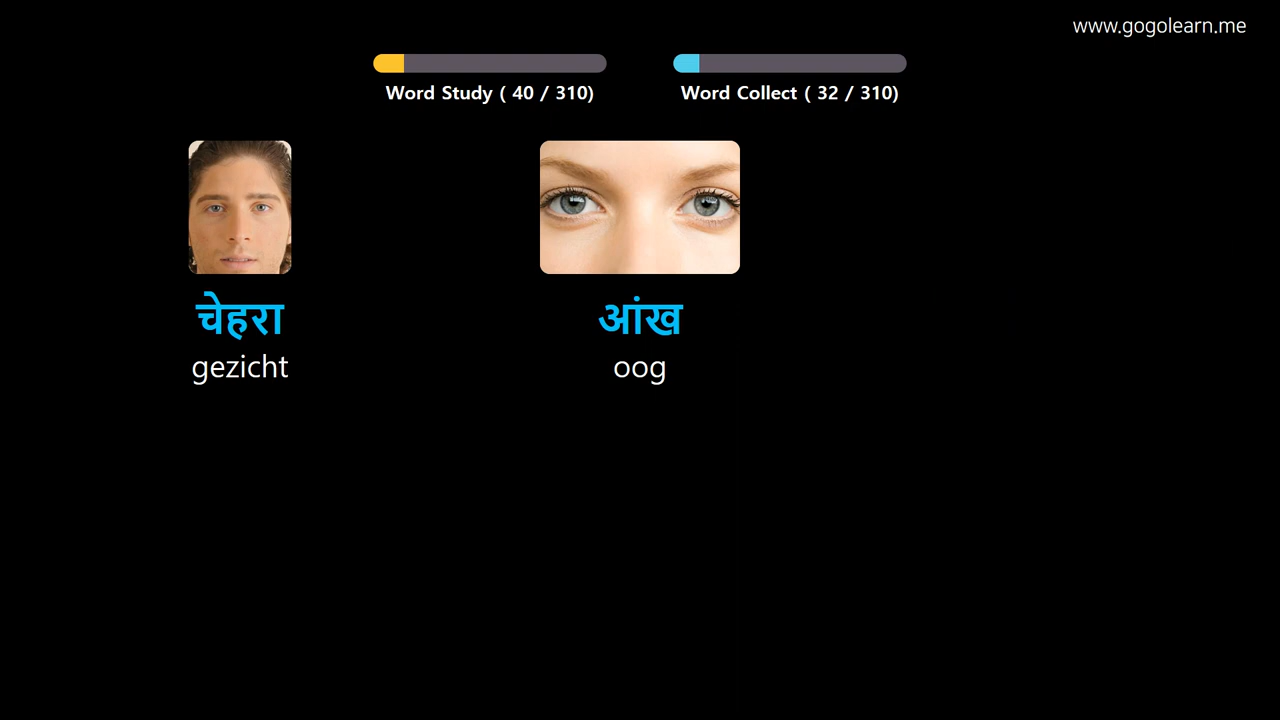 www.gogolearn.me
Word Study ( 40 / 310)
Word Collect ( 32 / 310)
चेहरा
gezicht
आंख
oog